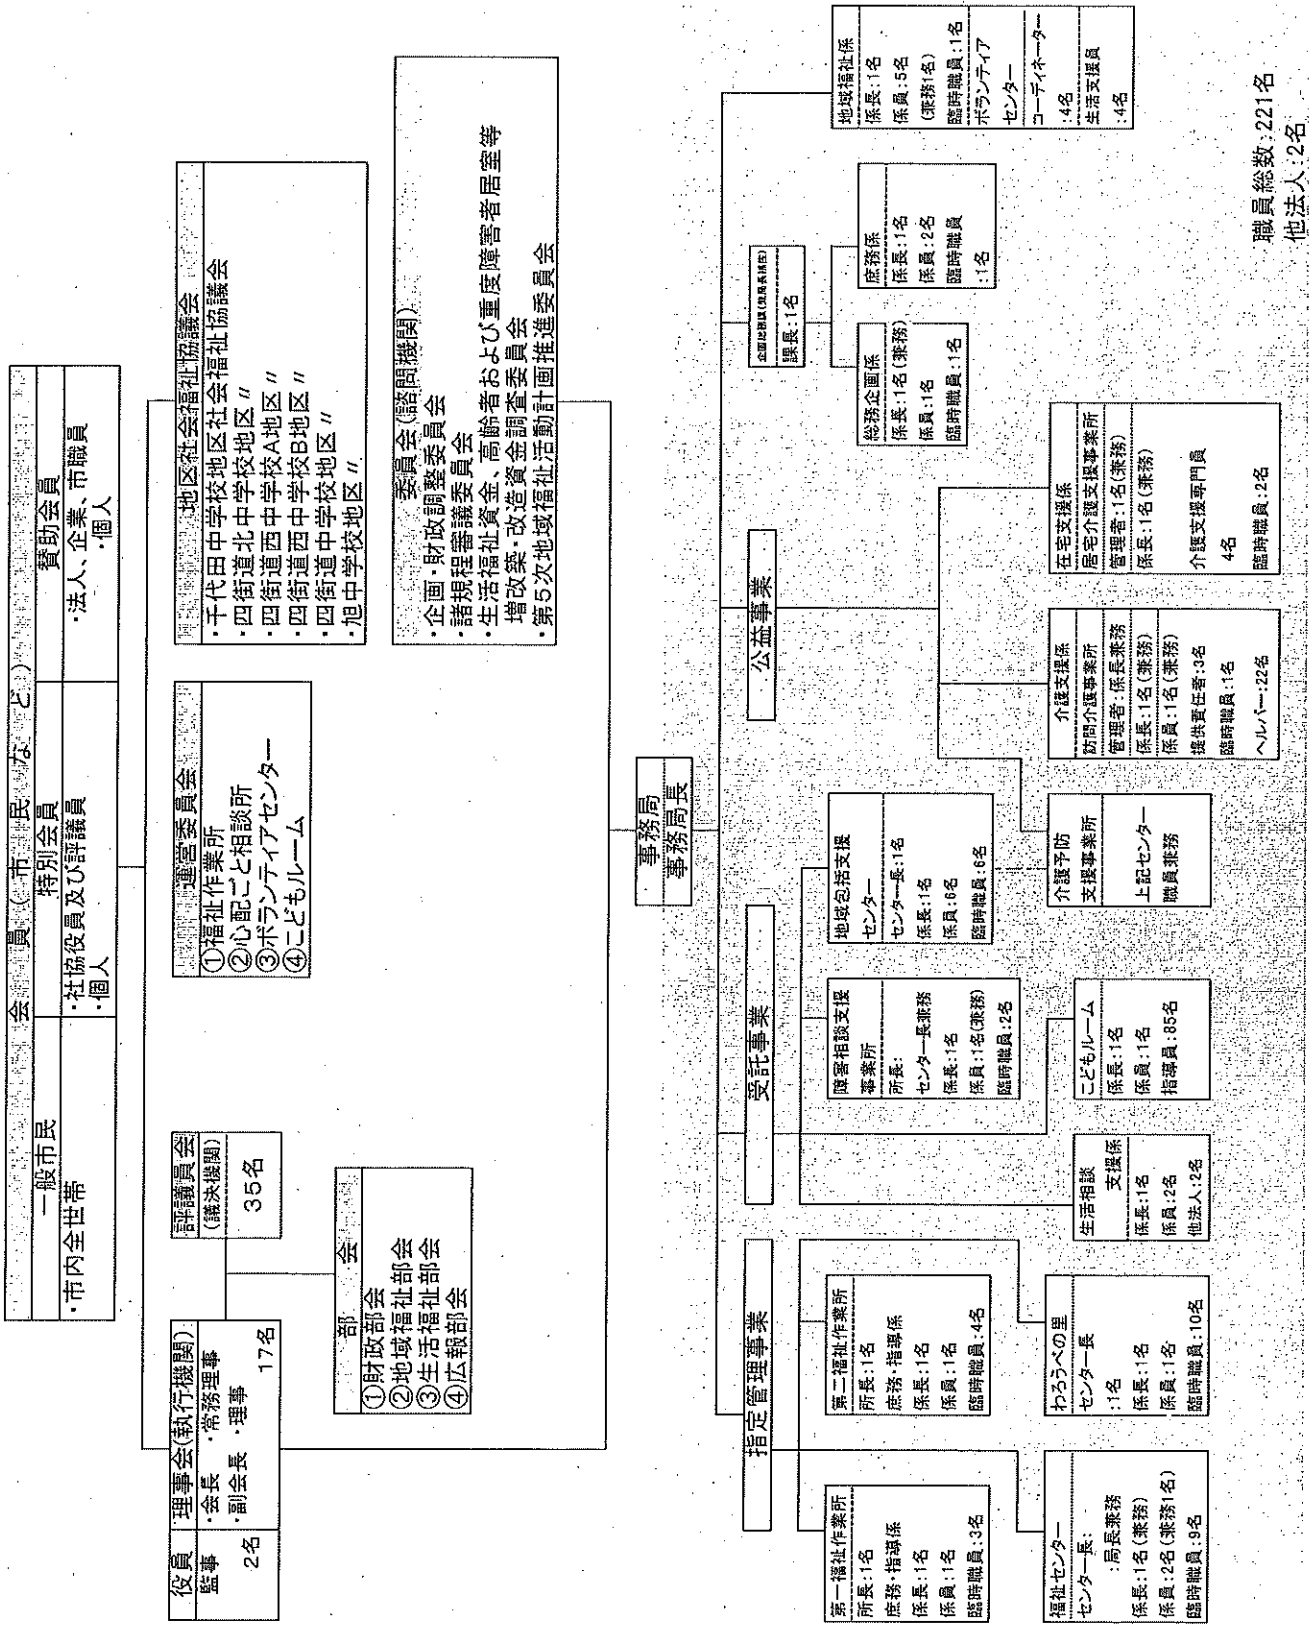 会員(市民など)
一般市民
・市内全世帯
特別会員
・社協役員及び評議員
・個人
賛助会員
・法人、企業、市職員
・個人
役員
監事
2名
理事会(執行機関)
・会長 ・常務理事
・副会長 ・理事
17名
評議員会
(議決機関)
35名
部会
①財政部会
②地域福祉部会
③生活福祉部会
④広報部会
運営委員会
①福祉作業所
②心配ごと相談所
③ボランティアセンター
④こどもルーム
地区社会福祉協議会
・千代田中学校地区社会福祉協議会
・四街道北中学校地区 〃
・四街道西中学校A地区 〃
・四街道西中学校B地区 〃
・四街道中学校地区 〃
・旭中学校地区 〃
委員会(諮問機関)
・企画・財政調整委員会
・諸規程審議委員会
・生活福祉資金、高齢者および重度障害者居室等
増改築・改造資金調査委員会
・第5次地域福祉活動計画推進委員会
事務局
事務局長
指定管理事業
第一福祉作業所
所長:1名
庶務・指導係
係長:1名
係員:1名
臨時職員:3名
第二福祉作業所
所長:1名
庶務・指導係
係長:1名
係員:1名
臨時職員:4名
福祉センター
センター長:
:局長兼務
係長:1名(兼務)
係員:2名(兼務1名)
臨時職員:9名
わろうべの里
センター長
:1名
係長:1名
係員:1名
臨時職員:10名
受託事業
障害相談支援
事業所
所長:
センター長兼務
係長:1名
係員:1名(兼務)
臨時職員:2名
地域包括支援
センター
センター長:1名
係長:1名
係員:6名
臨時職員:6名
生活相談
支援係
係長:1名
係員:2名
他法人:2名
こどもルーム
係長:1名
係員:1名
指導員:85名
介護予防
支援事業所
上記センター
職員兼務
公益事業
介護支援係
訪問介護事業所
管理者:係長兼務
係長:1名(兼務)
係員:1名(兼務)
提供責任者:3名
臨時職員:1名
ヘルパー:22名
在宅支援係
居宅介護支援事業所
管理者:1名(兼務)
係長:1名(兼務)
介護支援専門員
4名
臨時職員:2名
課長:1名
総務企画係
係長:1名(兼務)
係員:1名
臨時職員:1名
庶務係
係長:1名
係員:2名
臨時職員
:1名
地域福祉係
係長:1名
係員:5名
(兼務1名)
臨時職員:1名
ボランティア
センター
コーディネーター
:4名
生活支援員
:4名
職員総数:221名
他法人:2名